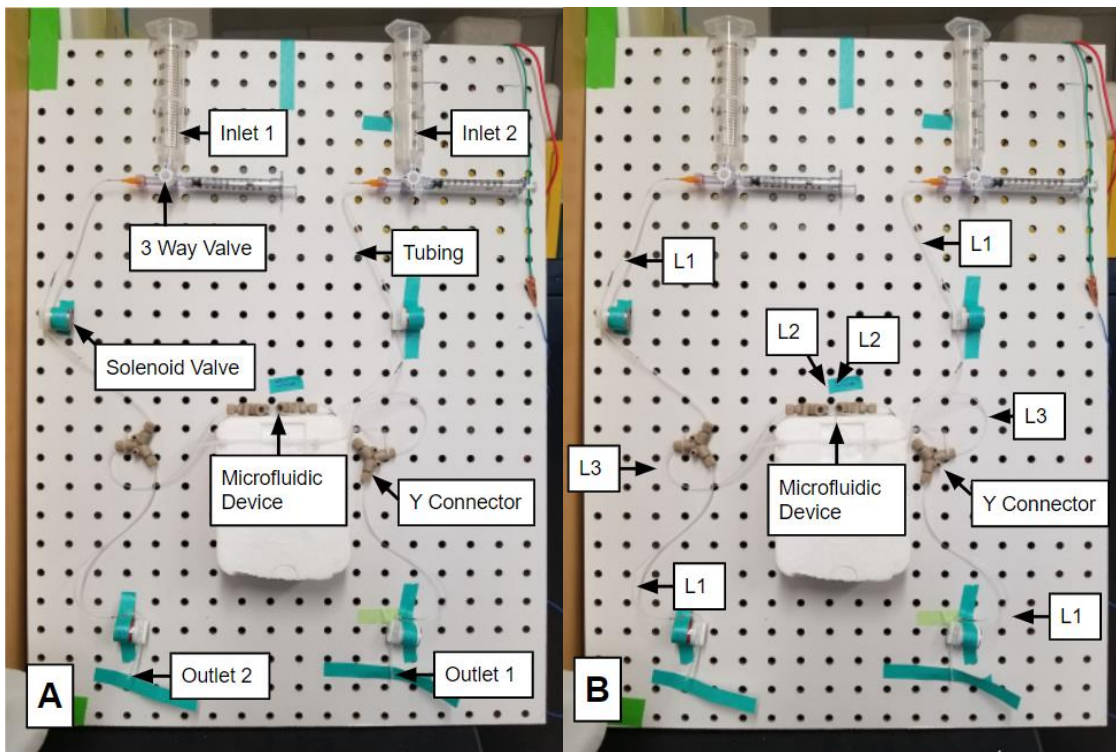 Inlet 1
Inlet 2
3 Way Valve
Tubing
Solenoid Valve
Microfluidic
Device
Y Connector
Outlet 2
Outlet 1
A
L1
L1
L2
L2
L3
L3
Microfluidic
Device
Y Connector
L1
L1
B